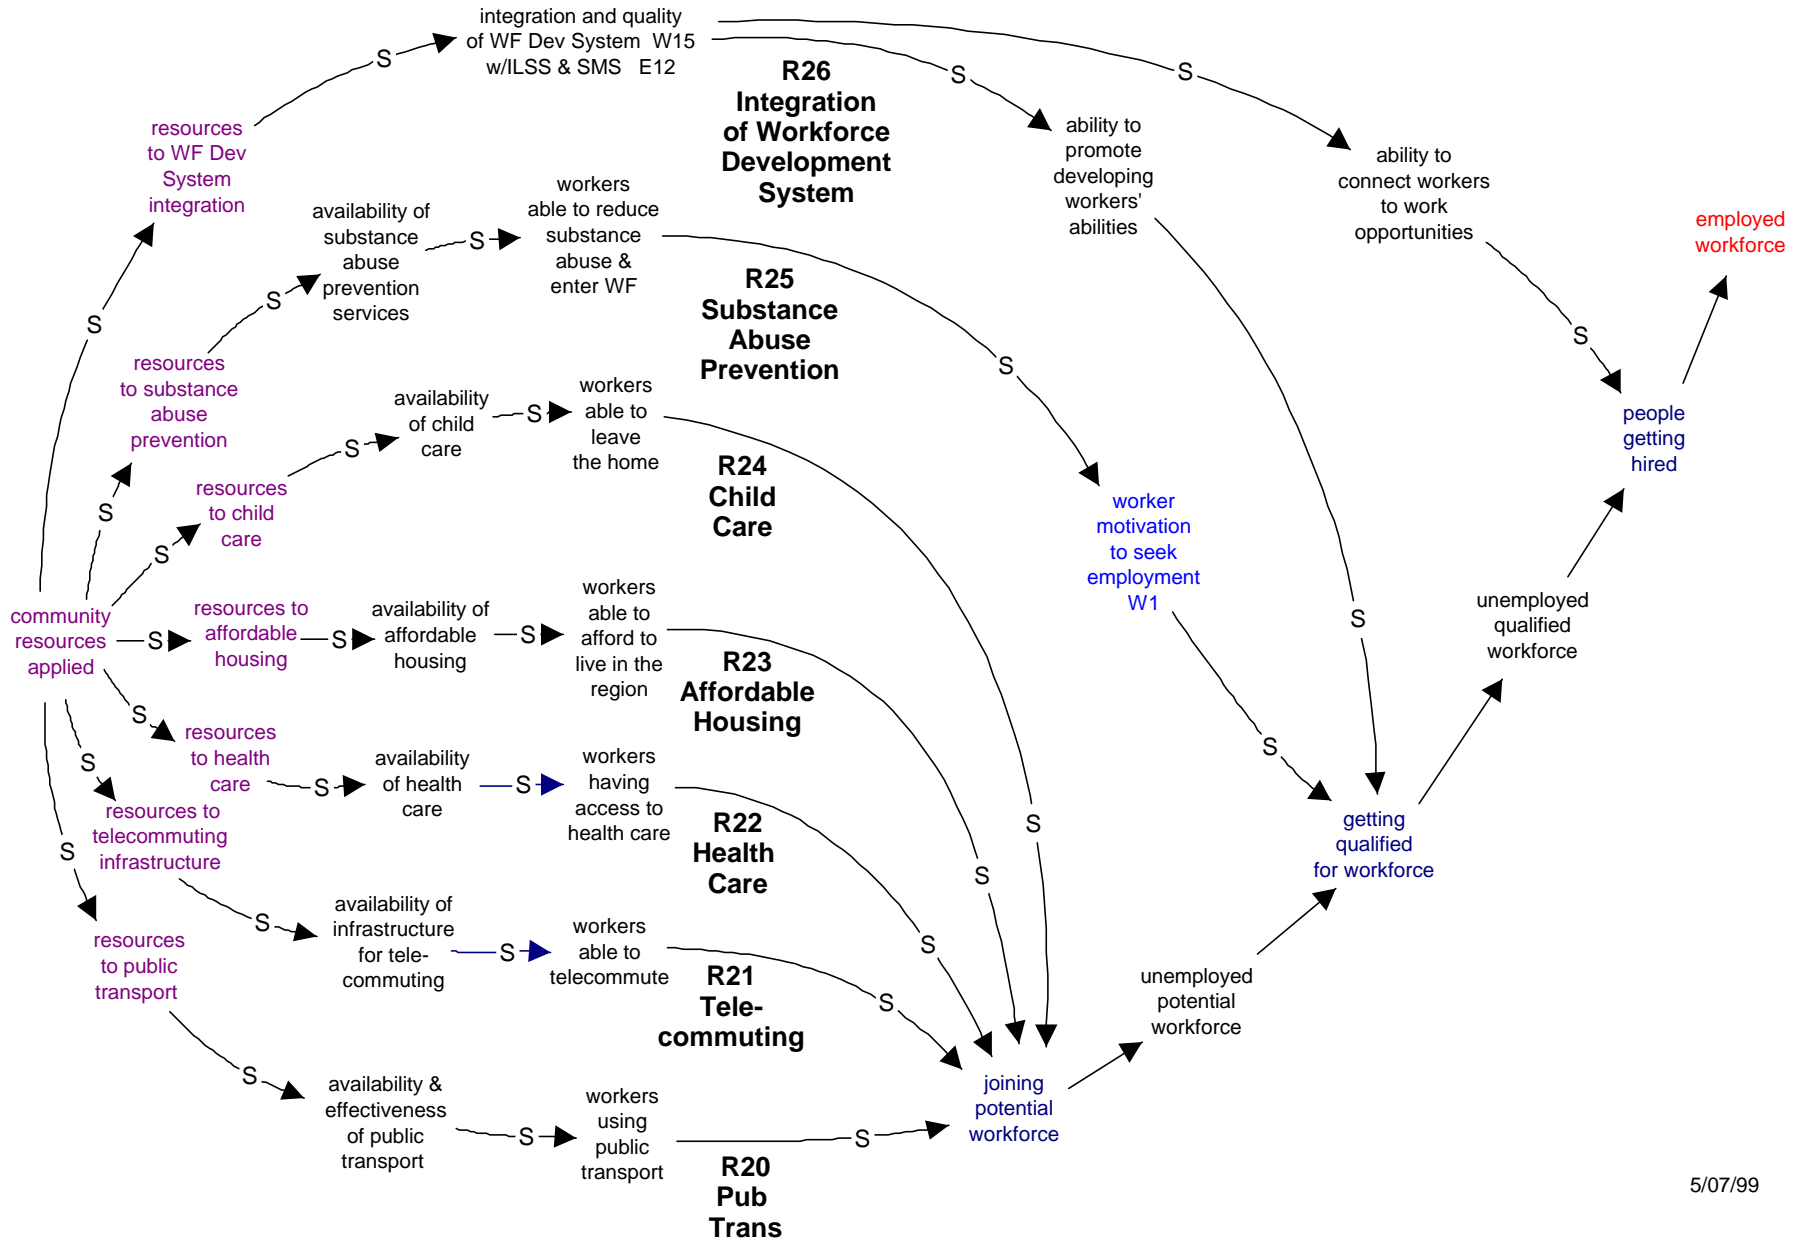 integration and quality
of WF Dev System W15
w/ILSS & SMS E12
S
S
S
R26
Integration
of Workforce
Development
System
resources
to WF Dev
System
integration
ability to
promote
developing
workers'
abilities
ability to
connect workers
to work
opportunities
employed
workforce
availability of
substance
abuse
prevention
services
S
workers
able to reduce
substance
abuse &
enter WF
S
S
R25
Substance
Abuse
Prevention
S
S
resources
to substance
abuse
prevention
people
getting
hired
availability
of child
care
S
workers
able to
leave
the home
S
R24
Child
Care
resources
to child
care
S
S
worker
motivation
to seek
employment
W1
community
resources
applied
S
resources to
affordable
housing
S
availability of
affordable
housing
S
workers
able to
afford to
live in the
region
R23
Affordable
Housing
S
unemployed
qualified
workforce
S
S
S
resources
to health
care
S
availability
of health
care
S
workers
having
access to
health care
R22
Health
Care
S
S
getting
qualified
for workforce
resources to
telecommuting
infrastructure
S
S
availability of
infrastructure
for tele-
commuting
S
workers
able to
telecommute
R21
Tele-
commuting
S
S
resources
to public
transport
unemployed
potential
workforce
S
availability &
effectiveness
of public
transport
S
workers
using
public
transport
S
R20
Pub
Trans
joining
potential
workforce
5/07/99